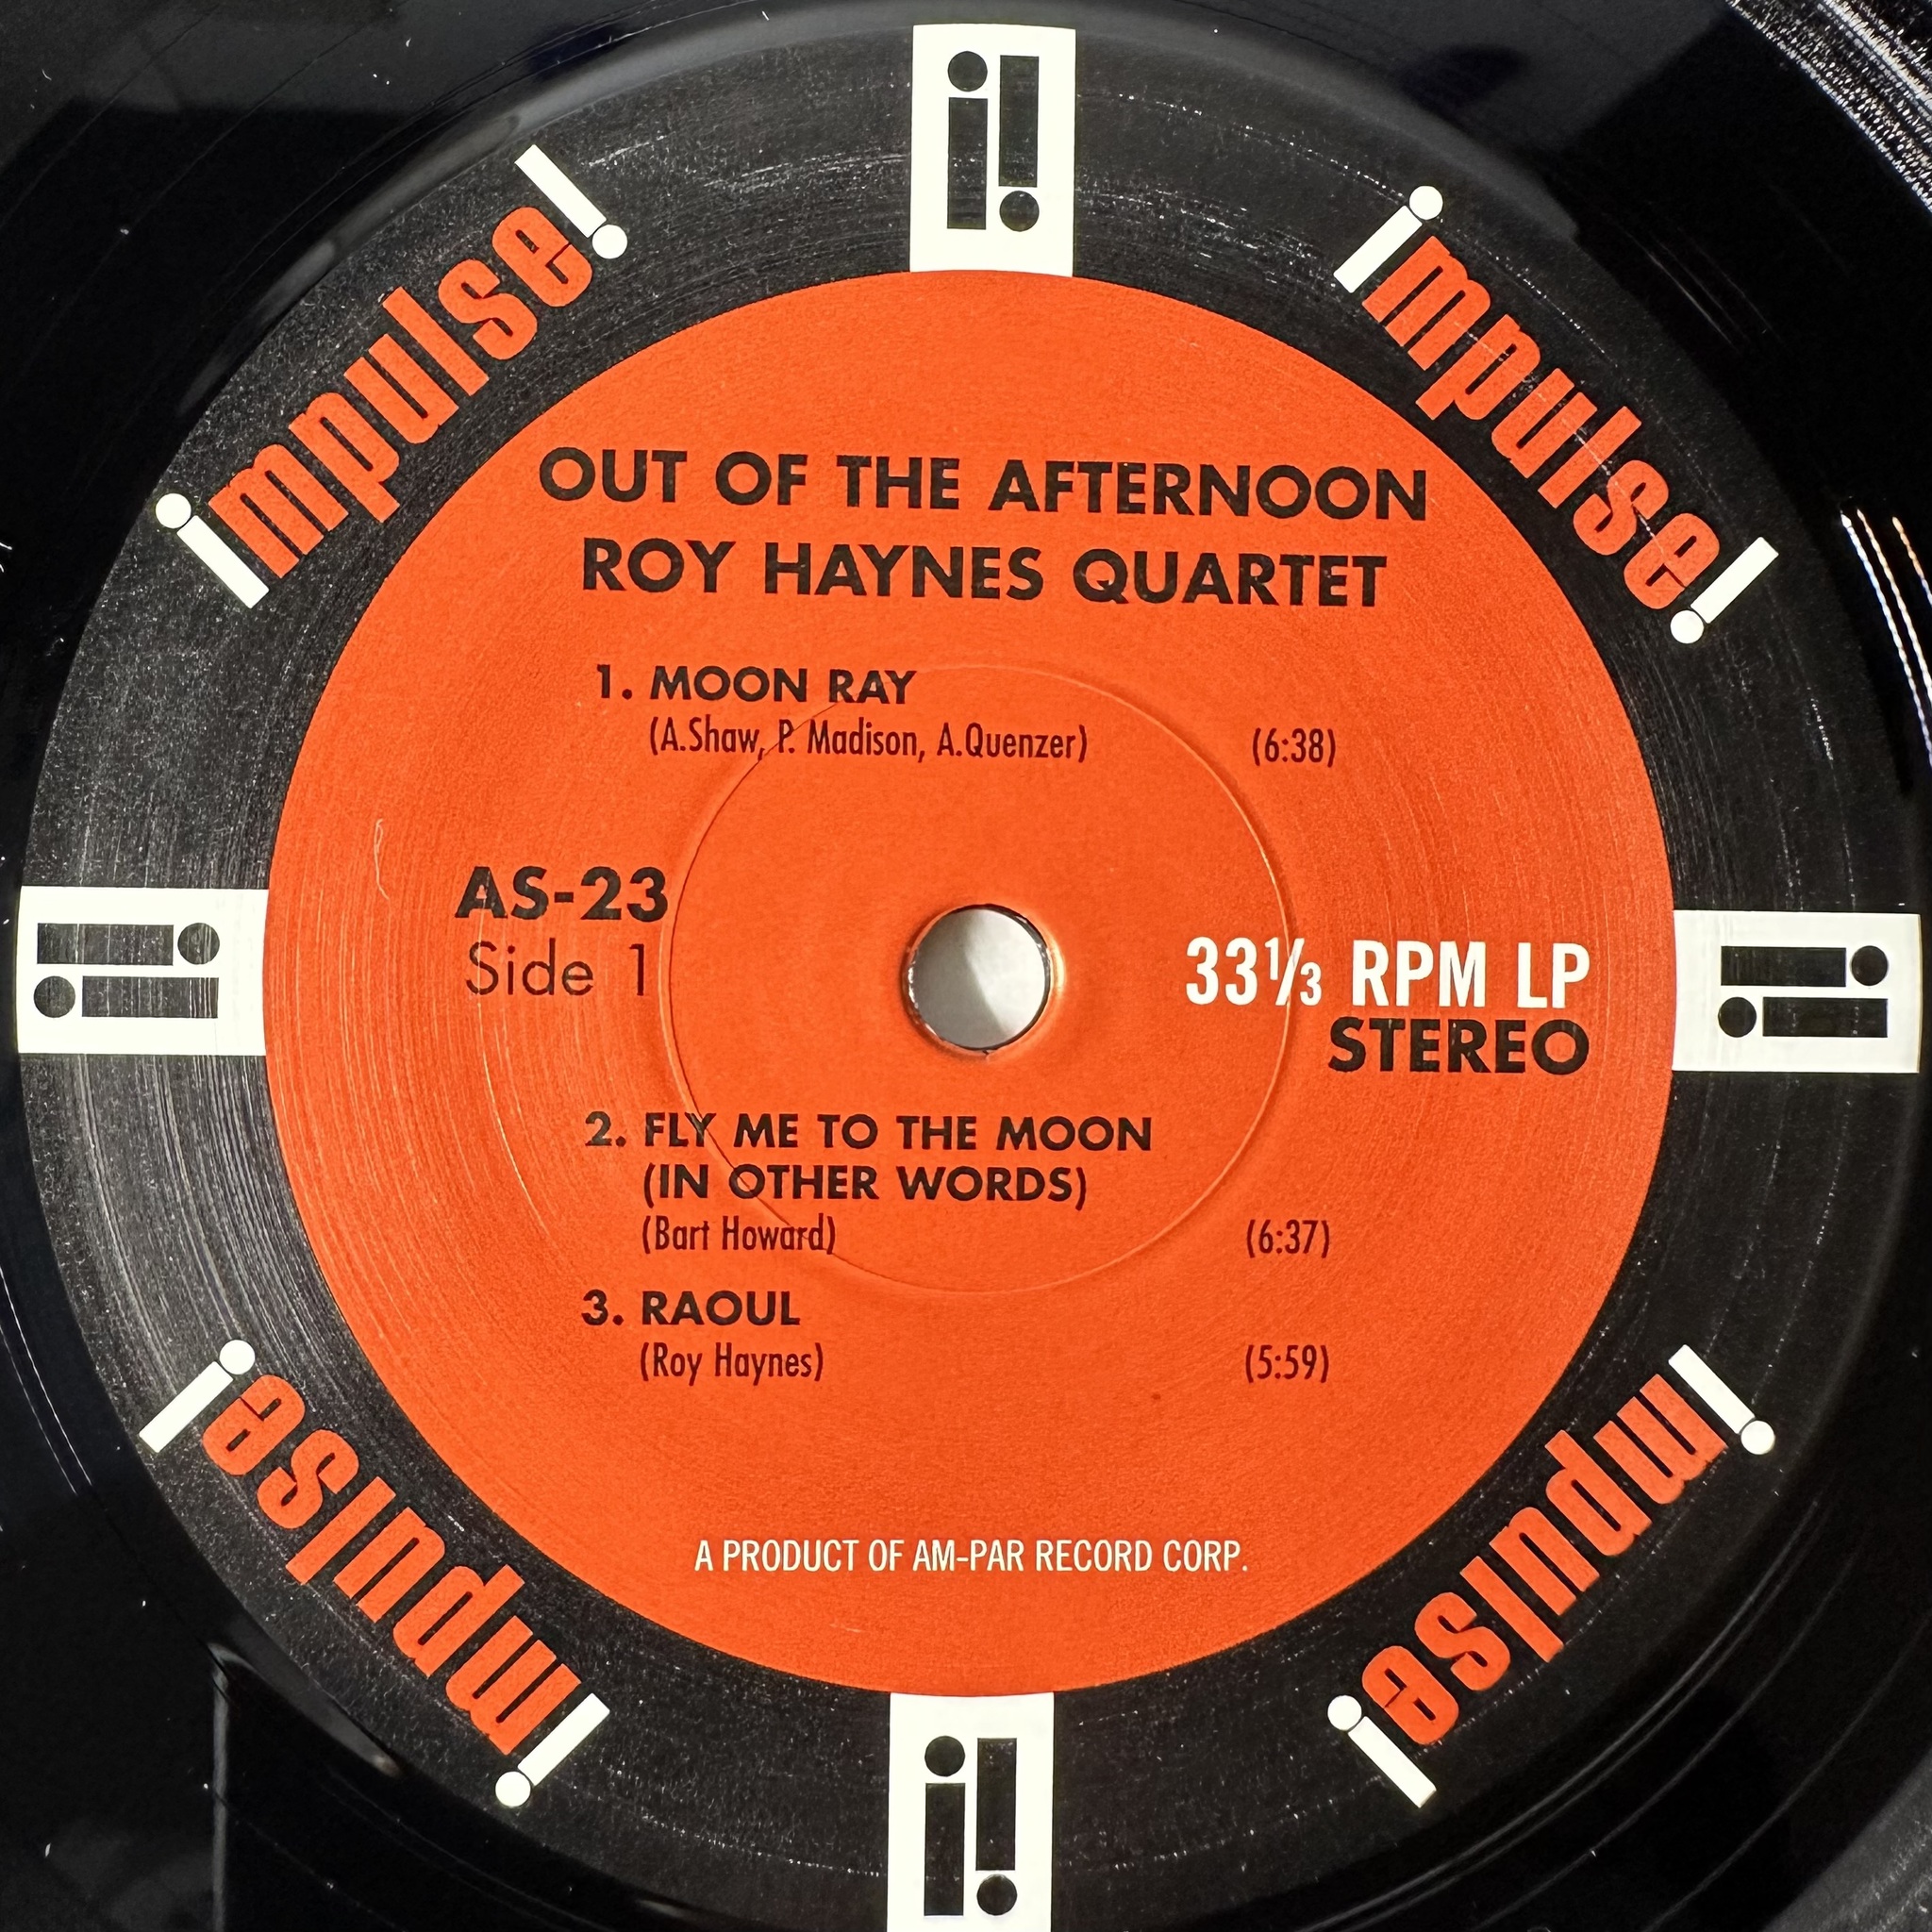 impulse!
impulse!
OUT OF THE AFTERNOON
ROY HAYNES QUARTET
1. MOON RAY
(A.Shaw, P. Madison, A.Quenzer) (6:38)
AS-23
Side 1
33⅓ RPM LP
STEREO
2. FLY ME TO THE MOON
(IN OTHER WORDS)
(Bart Howard) (6:37)
3. RAOUL
(Roy Haynes) (5:59)
A PRODUCT OF AM-PAR RECORD CORP.
impulse!
impulse!